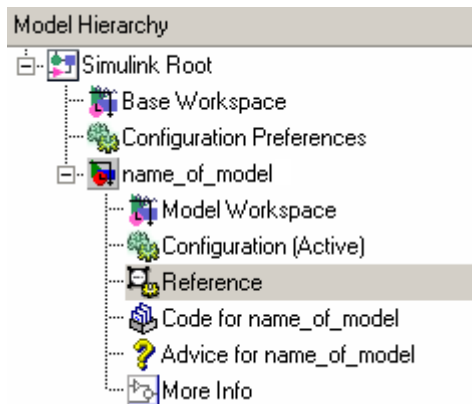 Model Hierarchy
Simulink Root
Base Workspace
Configuration Preferences
name_of_model
Model Workspace
Configuration (Active)
Reference
Code for name_of_model
Advice for name_of_model
More Info